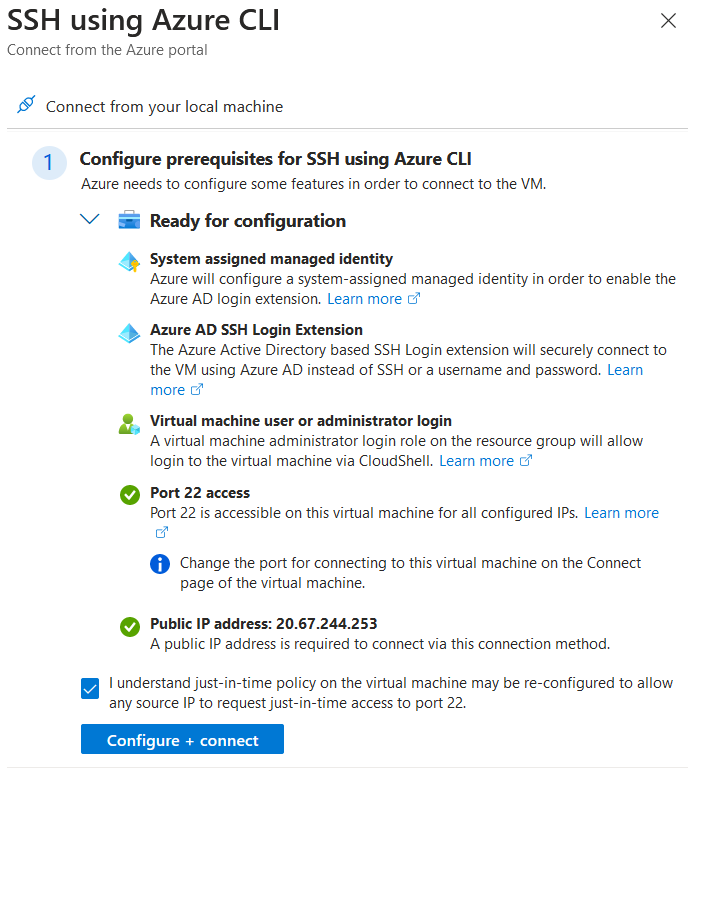 SSH using Azure CLI
Connect from the Azure portal
Connect from your local machine
1
Configure prerequisites for SSH using Azure CLI
Azure needs to configure some features in order to connect to the VM.
Ready for configuration
System assigned managed identity
Azure will configure a system-assigned managed identity in order to enable the
Azure AD login extension. Learn more
Azure AD SSH Login Extension
The Azure Active Directory based SSH Login extension will securely connect to
the VM using Azure AD instead of SSH or a username and password. Learn
more
Virtual machine user or administrator login
A virtual machine administrator login role on the resource group will allow
login to the virtual machine via CloudShell. Learn more
Port 22 access
Port 22 is accessible on this virtual machine for all configured IPs. Learn more
Change the port for connecting to this virtual machine on the Connect
page of the virtual machine.
Public IP address: 20.67.244.253
A public IP address is required to connect via this connection method.
I understand just-in-time policy on the virtual machine may be re-configured to allow
any source IP to request just-in-time access to port 22.
Configure + connect